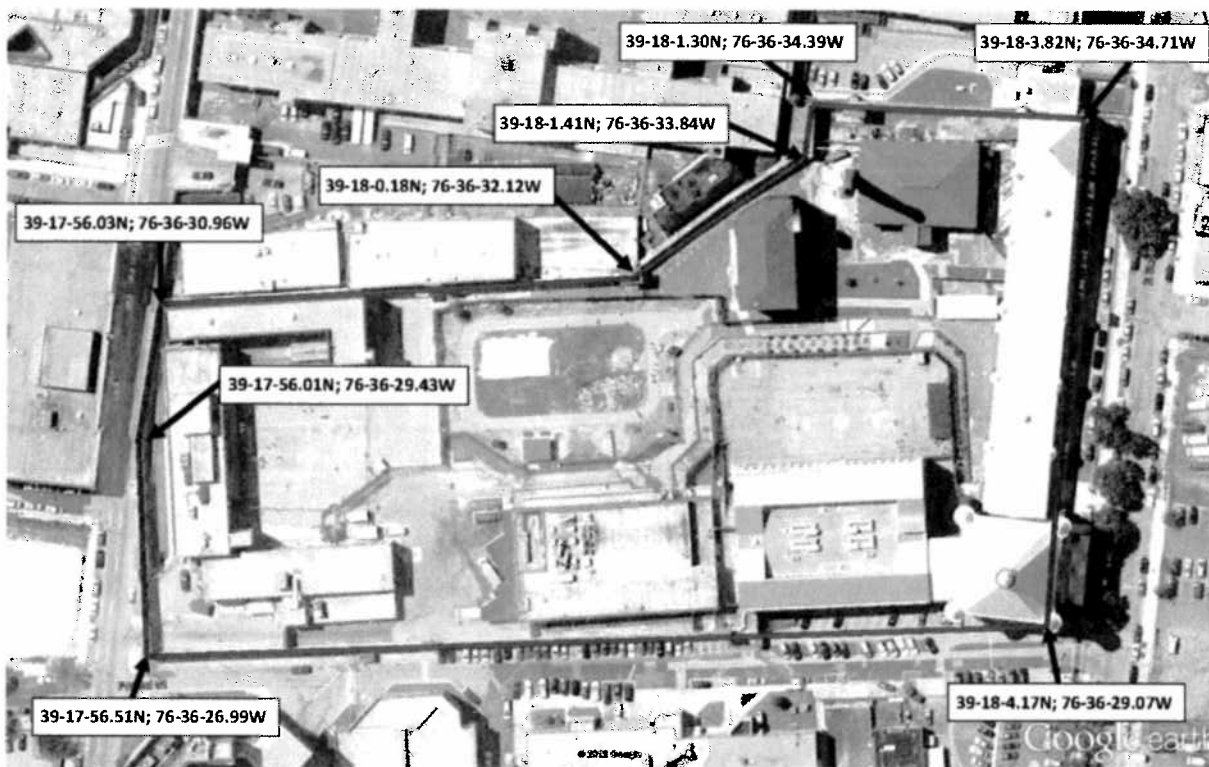 39-18-1.30N; 76-36-34.39W
39-18-3.82N; 76-36-34.71W
39-18-1.41N; 76-36-33.84W
39-18-0.18N; 76-36-32.12W
39-17-56.03N; 76-36-30.96W
39-17-56.01N; 76-36-29.43W
39-17-56.51N; 76-36-26.99W
39-18-4.17N; 76-36-29.07W
Google earth